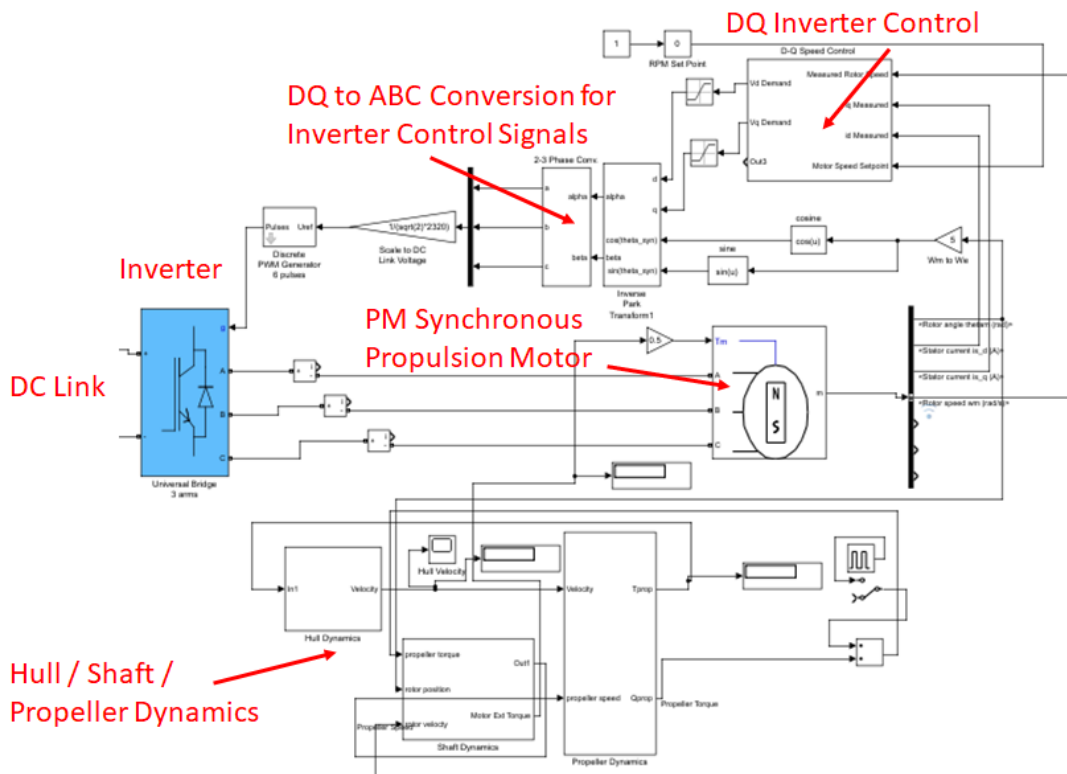 DQ Inverter Control
1
0
RPM Set Point
D-Q Speed Control
Measured Rotor Speed
Vd Demand
q Measured
Vq Demand
id Measured
Out3
Motor Speed Setpoint
DQ to ABC Conversion for
Inverter Control Signals
2-3 Phase Conv.
a
alpha
alpha
d
b
q
c
beta
cos(theta_syn)
beta
sin(theta_syn)
Inverse
Park
Transform1
cosine
cos(u)
sine
sin(u)
5
Wm to We
Pulses
Uref
Discrete
PWM Generator
6 pulses
1/(sqrt(2)*2320)
Scale to DC
Link Voltage
Inverter
DC Link
g
+
A
B
-
C
Universal Bridge
3 arms
PM Synchronous
Propulsion Motor
0.5
Tm
A
B
C
N
S
m
<Rotor angle thetam (rad)>
<Stator current is_d (A)>
<Stator current is_q (A)>
<Rotor speed wm (rad/s)>
In1
Velocity
Hull Dynamics
Hull Velocity
Velocity
Tprop
propeller speed
Qprop
Propeller Torque
Propeller Dynamics
propeller torque
Out1
rotor position
Motor Ext Torque
Shaft Dynamics
Hull / Shaft /
Propeller Dynamics